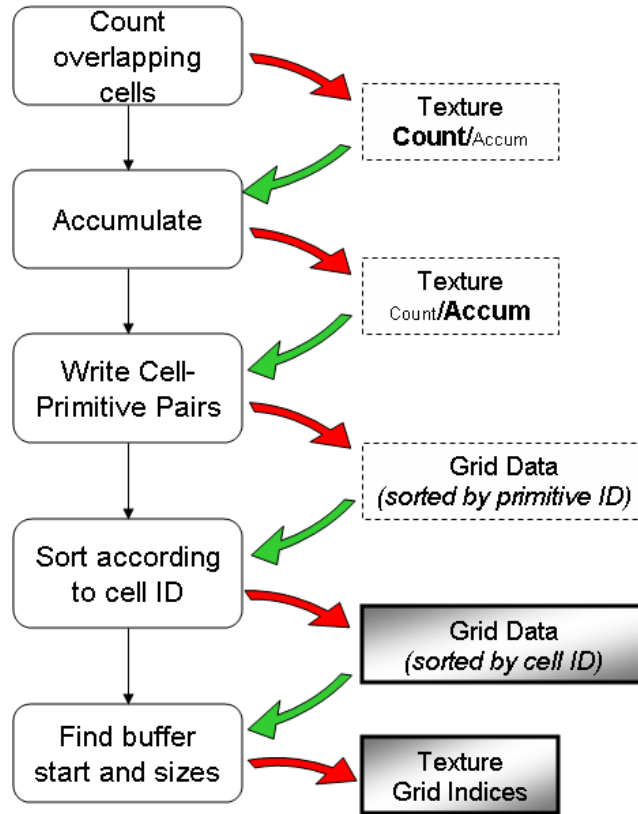 Count
overlapping
cells
Texture
Count/Accum
Accumulate
Texture
Count/Accum
Write Cell-
Primitive Pairs
Grid Data
(sorted by primitive ID)
Sort according
to cell ID
Grid Data
(sorted by cell ID)
Find buffer
start and sizes
Texture
Grid Indices